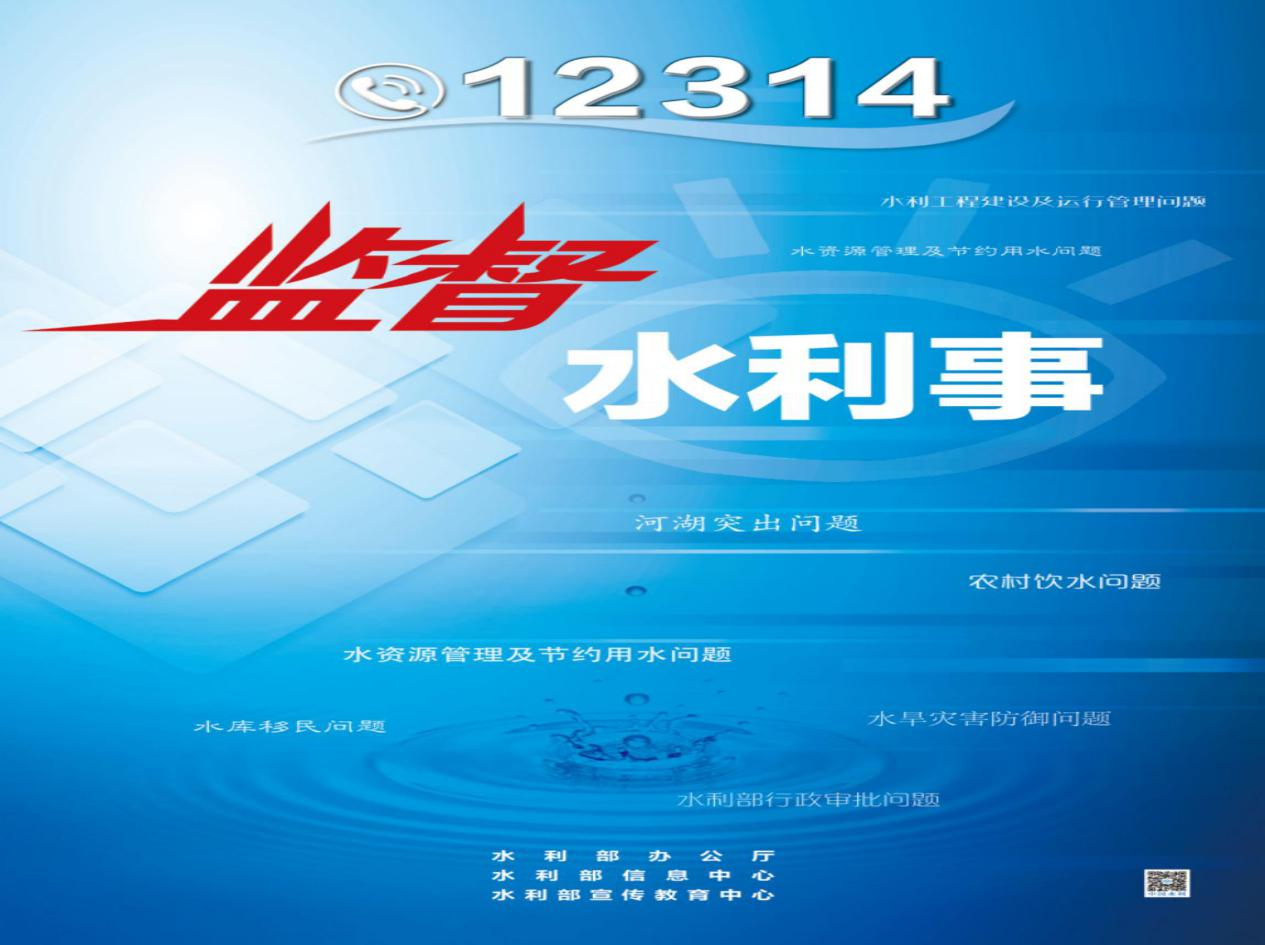 12314
水利工程建设及运行管理问题
监督
水资源管理及节约用水问题
水利事
河湖突出问题
农村饮水问题
水资源管理及节约用水问题
水库移民问题
水旱灾害防御问题
水利部行政审批问题
水利部办公厅
水利部信息中心
水利部宣传教育中心